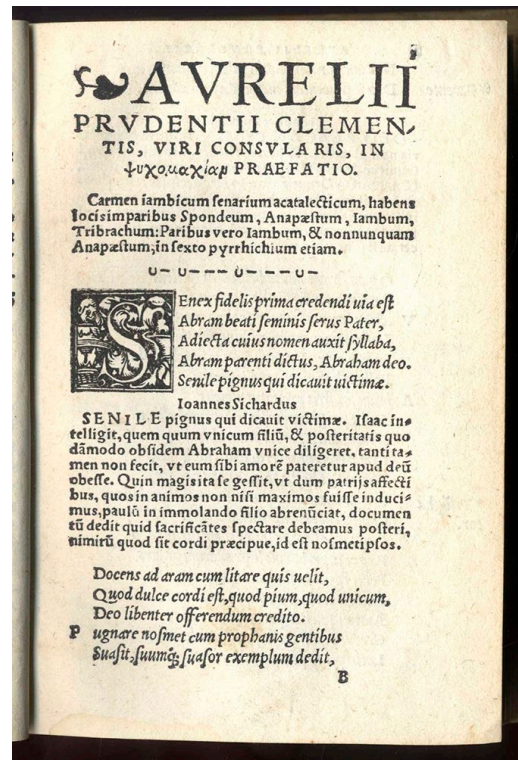 AVRELII
PRVDENTII CLEMEN-
TIS, VIRI CONSVLARIS, IN
ψυχομαχίαμ PRAEFATIO.
Carmen iambicum senarium acatalecticum, habens
locis imparibus Spondeum, Anapæstum, Iambum,
Tribrachum: Paribus vero Iambum, & nonnunquam
Anapæstum, in sexto pyrrhichium etiam.
SEnex fidelis prima credendi uia est
Abram beati seminis serus Pater,
Adiecta cuius nomen auxit syllaba,
Abram parenti dictus, Abraham deo.
Senile pignus qui dicauit uictimæ.
Ioannes Sichardus
SENILE pignus qui dicauit victimæ. Isaac in=
telligit, quem quum vnicum filiũ, & posteritatis quo
dãmodo obsidem Abraham vnice diligeret, tanti ta=
men non fecit, vt eum sibi amorẽ pateretur apud deũ
obesse. Quin magis ita se gessit, vt dum patrijs affecti
bus, quos in animos non nisi maximos fuisse induci=
mus, paulũ in immolando filio abrenũciat, documen
tũ dedit quid sacrificãtes spectare debeamus posteri,
nimirũ quod sit cordi præcipue, id est nosmetipsos.
Docens ad aram cum litare quis uelit,
Quod dulce cordi est, quod pium, quod unicum,
Deo libenter offerendum credito.
P ugnare nosmet cum prophanis gentibus
Suasit, suumq́; suasor exemplum dedit,
B